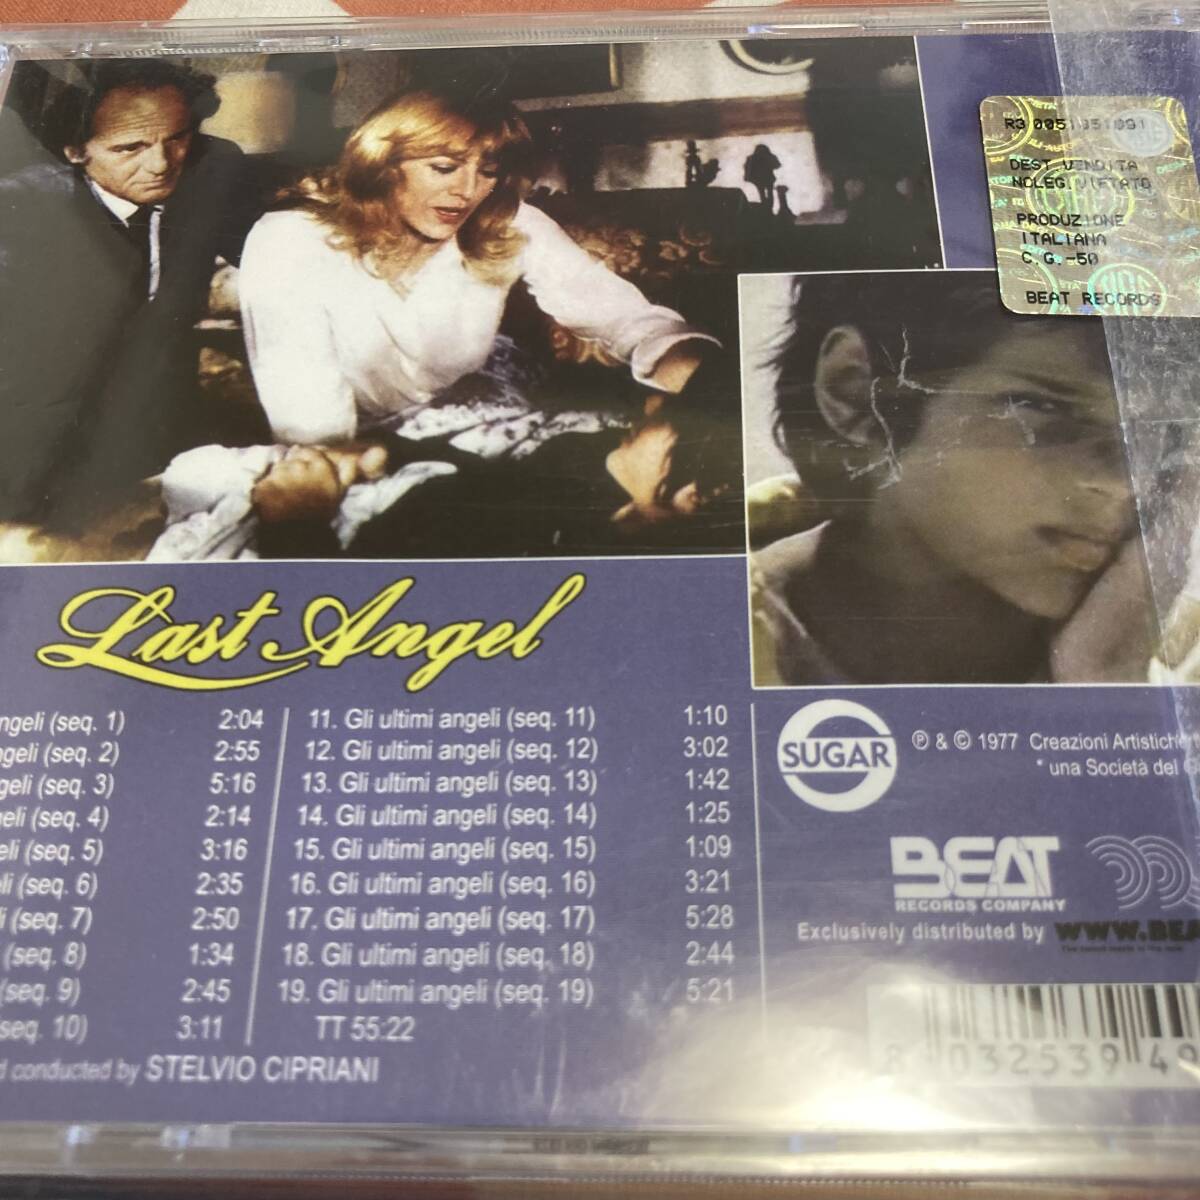 R3 0051051091
DEST VENDITA
NOLEG VIETATO
PRODUZIONE
ITALIANA
C.G.-50
BEAT RECORDS
Last Angel
ngeli (seq. 1) 2:04
ngeli (seq. 2) 2:55
ngeli (seq. 3) 5:16
geli (seq. 4) 2:14
eli (seq. 5) 3:16
li (seq. 6) 2:35
i (seq. 7) 2:50
(seq. 8) 1:34
(seq. 9) 2:45
seq. 10) 3:11
11. Gli ultimi angeli (seq. 11) 1:10
12. Gli ultimi angeli (seq. 12) 3:02
13. Gli ultimi angeli (seq. 13) 1:42
14. Gli ultimi angeli (seq. 14) 1:25
15. Gli ultimi angeli (seq. 15) 1:09
16. Gli ultimi angeli (seq. 16) 3:21
17. Gli ultimi angeli (seq. 17) 5:28
18. Gli ultimi angeli (seq. 18) 2:44
19. Gli ultimi angeli (seq. 19) 5:21
TT 55:22
d conducted by STELVIO CIPRIANI
SUGAR
℗ & © 1977 Creazioni Artistiche
* una Società del
BEAT
RECORDS COMPANY
Exclusively distributed by WWW.BEA
8 032539 49